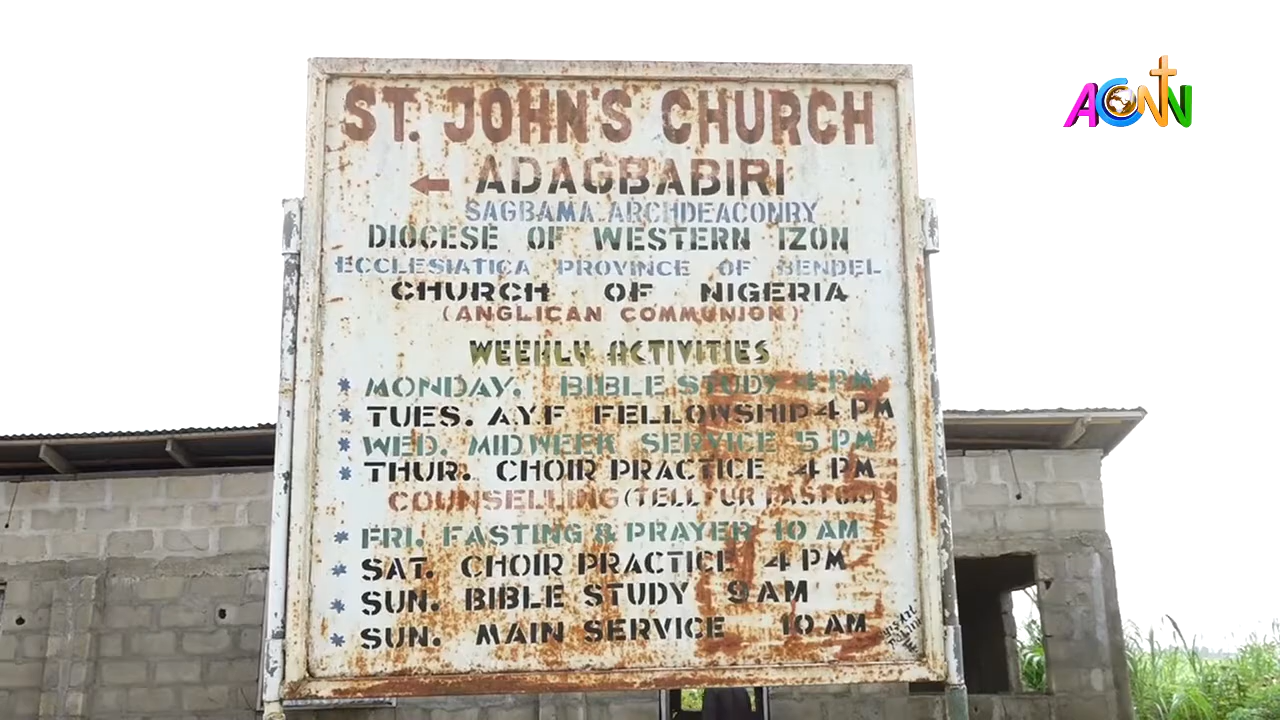 ST. JOHN'S CHURCH
ADAGBABIRI
SAGBAMA ARCHDEACONRY
DIOCESE OF WESTERN IZON
ECCLESIATICA PROVINCE OF BENDEL
CHURCH OF NIGERIA
(ANGLICAN COMMUNION)
WEEKLY ACTIVITIES
* MONDAY. BIBLE STUDY 4 PM
* TUES. A.Y.F FELLOWSHIP 4 PM
* WED. MIDWEEK SERVICE 5 PM
* THUR. CHOIR PRACTICE 4 PM
COUNSELLING (TELL UR PASTOR)
* FRI. FASTING & PRAYER 10 AM
* SAT. CHOIR PRACTICE 4 PM
* SUN. BIBLE STUDY 9 AM
* SUN. MAIN SERVICE 10 AM
ACNN